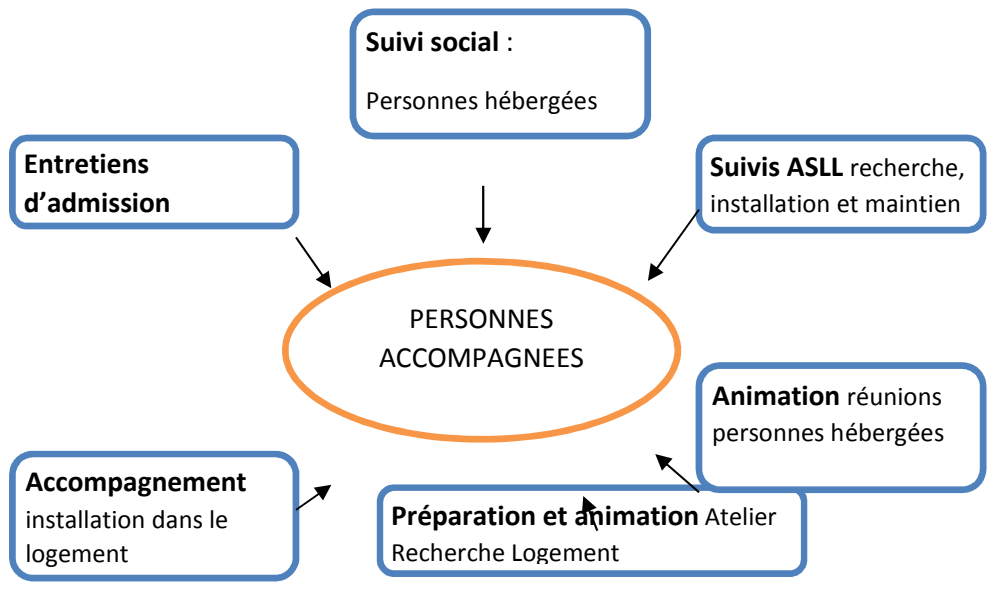 Suivi social :
Personnes hébergées
Entretiens
d’admission
Suivis ASLL recherche,
installation et maintien
PERSONNES
ACCOMPAGNEES
Animation réunions
personnes hébergées
Accompagnement
installation dans le
logement
Préparation et animation Atelier
Recherche Logement